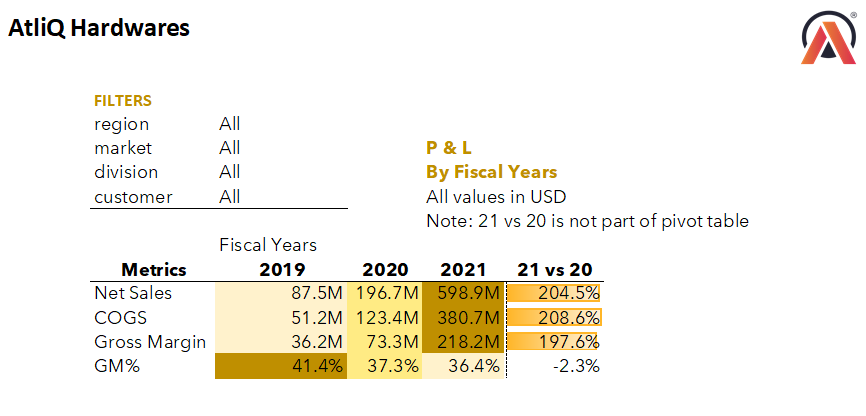 AtliQ Hardwares
®
FILTERS
region All
market All
division All
customer All
P & L
By Fiscal Years
All values in USD
Note: 21 vs 20 is not part of pivot table
Fiscal Years
Metrics 2019 2020 2021 21 vs 20
Net Sales 87.5M 196.7M 598.9M 204.5%
COGS 51.2M 123.4M 380.7M 208.6%
Gross Margin 36.2M 73.3M 218.2M 197.6%
GM% 41.4% 37.3% 36.4% -2.3%